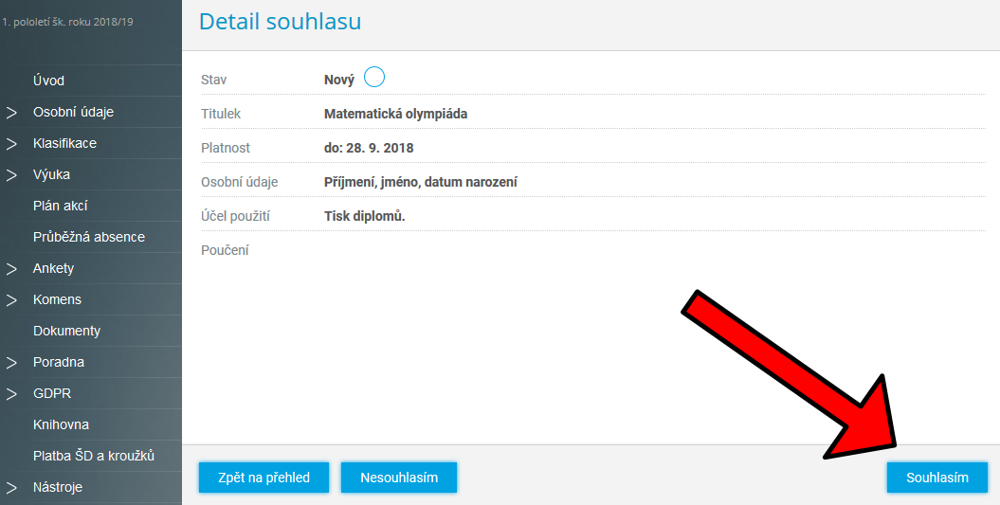 1. pololetí šk. roku 2018/19
Úvod
Osobní údaje
Klasifikace
Výuka
Plán akcí
Průběžná absence
Ankety
Komens
Dokumenty
Poradna
GDPR
Knihovna
Platba ŠD a kroužků
Nástroje
Detail souhlasu
Stav Nový
Titulek Matematická olympiáda
Platnost do: 28. 9. 2018
Osobní údaje Příjmení, jméno, datum narození
Účel použití Tisk diplomů.
Poučení
Zpět na přehled Nesouhlasím Souhlasím